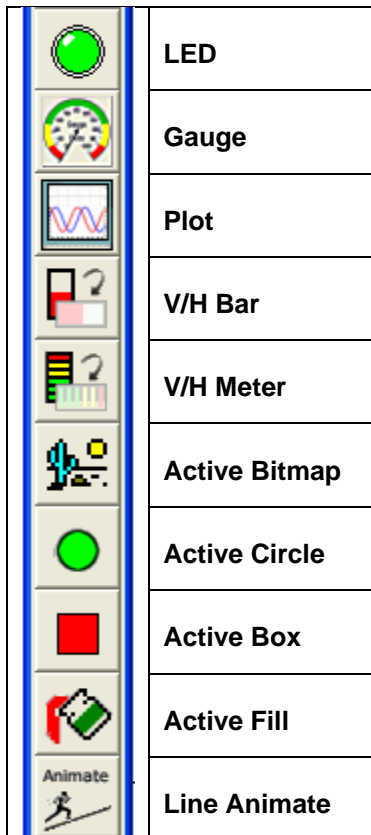 LED
Gauge
Plot
V/H Bar
V/H Meter
Active Bitmap
Active Circle
Active Box
Active Fill
Animate
Line Animate